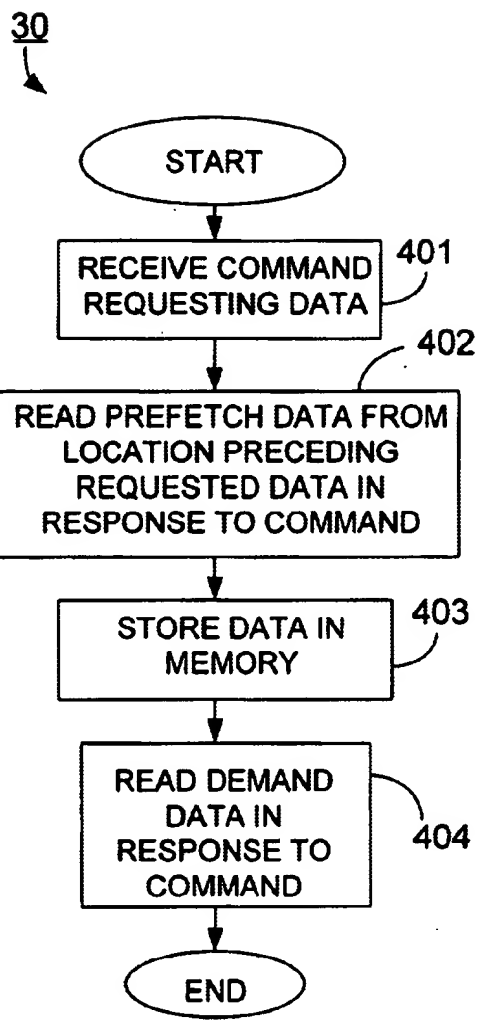 30
START
RECEIVE COMMAND
REQUESTING DATA
401
402
READ PREFETCH DATA FROM
LOCATION PRECEDING
REQUESTED DATA IN
RESPONSE TO COMMAND
STORE DATA IN
MEMORY
403
READ DEMAND
DATA IN
RESPONSE TO
COMMAND
404
END